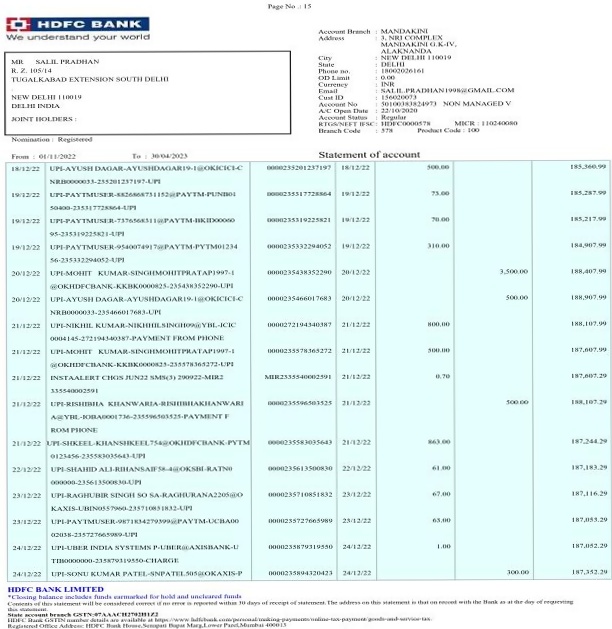 Page No .: 15
HDFC BANK
We understand your world
MR SALIL PRADHAN
R. Z. 105/14
TUGALKABAD EXTENSION SOUTH DELHI
NEW DELHI 110019
DELHI INDIA
JOINT HOLDERS :
Nomination : Registered
Account Branch : MANDAKINI
Address : 3, NRI COMPLEX
MANDAKINI G.K-IV,
ALAKNANDA
City : NEW DELHI 110019
State : DELHI
Phone no. : 18002026161
OD Limit : 0.00
Currency : INR
Email : SALIL.PRADHAN1998@GMAIL.COM
Cust ID : 156020073
Account No : 50100383824973 NON MANAGED V
A/C Open Date : 22/10/2020
Account Status : Regular
RTGS/NEFT IFSC: HDFC0000578 MICR : 110240080
Branch Code : 578 Product Code : 100
From : 01/11/2022 To : 30/04/2023 Statement of account
18/12/22 UPI-AYUSH DAGAR-AYUSHDAGAR19-1@OKICICI-C 0000235201237197 18/12/22 500.00 185,360.99
NRB0000033-235201237197-UPI
19/12/22 UPI-PAYTMUSER-8826868731152@PAYTM-PUNB01 0000235317728864 19/12/22 73.00 185,287.99
50400-235317728864-UPI
19/12/22 UPI-PAYTMUSER-7376568311@PAYTM-BKID00060 0000235319225821 19/12/22 70.00 185,217.99
95-235319225821-UPI
19/12/22 UPI-PAYTMUSER-9540074917@PAYTM-PYTM01234 0000235332294052 19/12/22 310.00 184,907.99
56-235332294052-UPI
20/12/22 UPI-MOHIT KUMAR-SINGHMOHITPRATAP1997-1 0000235438352290 20/12/22 3,500.00 188,407.99
@OKHDFCBANK-KKBK0000825-235438352290-UPI
20/12/22 UPI-AYUSH DAGAR-AYUSHDAGAR19-1@OKICICI-C 0000235466017683 20/12/22 500.00 188,907.99
NRB0000033-235466017683-UPI
21/12/22 UPI-NIKHIL KUMAR-NIKHHILSINGH09@YBL-ICIC 0000272194340387 21/12/22 800.00 188,107.99
0004145-272194340387-PAYMENT FROM PHONE
21/12/22 UPI-MOHIT KUMAR-SINGHMOHITPRATAP1997-1 0000235578365272 21/12/22 500.00 187,607.99
@OKHDFCBANK-KKBK0000825-235578365272-UPI
21/12/22 INSTAALERT CHGS JUN22 SMS(3) 290922-MIR2 MIR2335540002591 21/12/22 0.70 187,607.29
335540002591
21/12/22 UPI-RISHIBHA KHANWARIA-RISHIBHAKHANWARI 0000235596503525 21/12/22 500.00 188,107.29
A@YBL-IOBA0001736-235596503525-PAYMENT F
ROM PHONE
21/12/22 UPI-SHKEEL-KHANSHKEEL754@OKHDFCBANK-PYTM 0000235583035643 21/12/22 863.00 187,244.29
0123456-235583035643-UPI
22/12/22 UPI-SHAHID ALI-RIHANSAIF58-4@OKSBI-RATN0 0000235613500830 22/12/22 61.00 187,183.29
000000-235613500830-UPI
23/12/22 UPI-RAGHUBIR SINGH SO SA-RAGHURANA2205@O 0000235710851832 23/12/22 67.00 187,116.29
KAXIS-UBIN0557960-235710851832-UPI
23/12/22 UPI-PAYTMUSER-9871834279399@PAYTM-UCBA00 0000235727665989 23/12/22 63.00 187,053.29
02038-235727665989-UPI
24/12/22 UPI-UBER INDIA SYSTEMS P-UBER@AXISBANK-U 0000235879319550 24/12/22 1.00 187,052.29
TIB0000000-235879319550-CHARGE
24/12/22 UPI-SONU KUMAR PATEL-SNPATEL505@OKAXIS-P 0000235894320423 24/12/22 300.00 187,352.29
HDFC BANK LIMITED
*Closing balance includes funds earmarked for hold and uncleared funds
Contents of this statement will be considered correct if no error is reported within 30 days of receipt of statement.The address on this statement is that on record with the Bank as at the day of requesting
this statement.
State account branch GSTN:07AAACH2702H1Z2
HDFC Bank GSTIN number details are available at https://www.hdfcbank.com/personal/making-payments/online-tax-payment/goods-and-service-tax.
Registered Office Address: HDFC Bank House,Senapati Bapat Marg,Lower Parel,Mumbai 400013